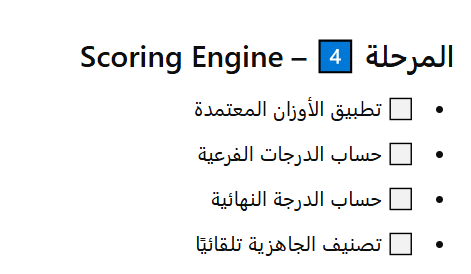 المرحلة 4️⃣ – Scoring Engine
• ☐ تطبيق الأوزان المعتمدة
• ☐ حساب الدرجات الفرعية
• ☐ حساب الدرجة النهائية
• ☐ تصنيف الجاهزية تلقائيًا